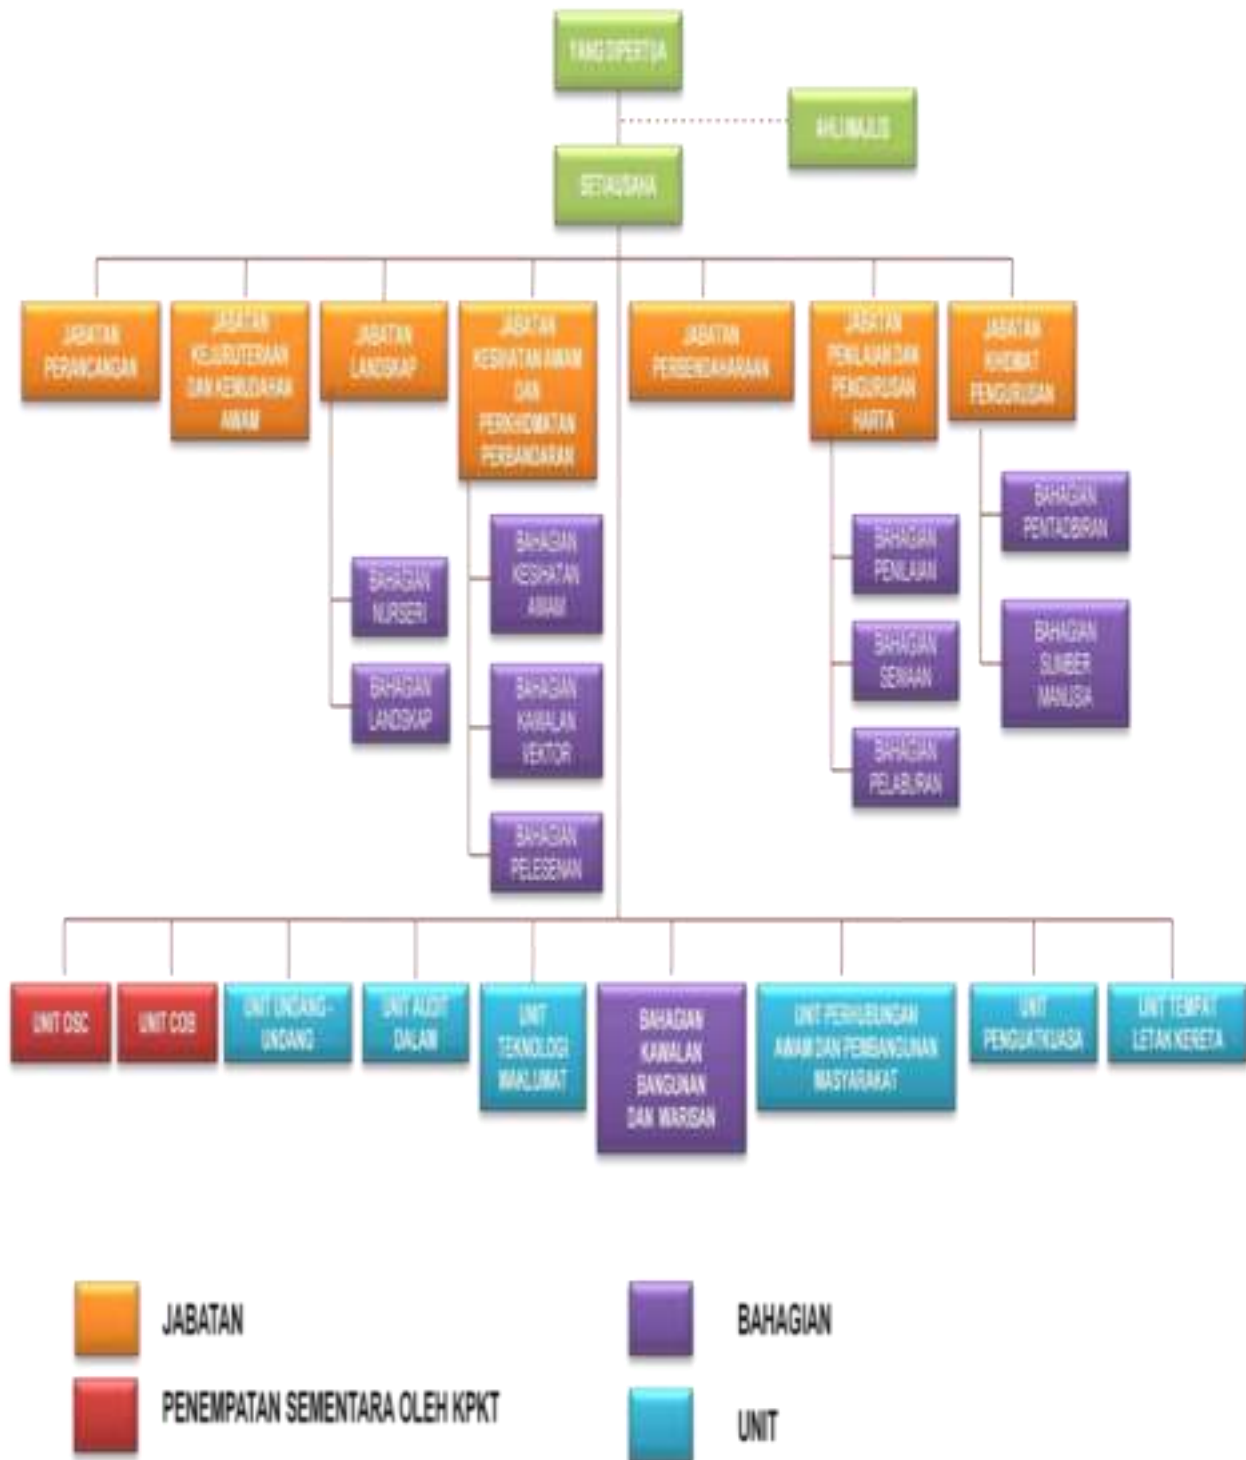 YANG DIPERTUA
AHLI MAJLIS
SETIAUSAHA
JABATAN
PERANCANGAN
JABATAN
KEJURUTERAAN
DAN KEMUDAHAN
AWAM
JABATAN
LANDSKAP
JABATAN
KESIHATAN AWAM
DAN
PERKHIDMATAN
PERBANDARAN
JABATAN
PERBENDAHARAAN
JABATAN
PENILAIAN DAN
PENGURUSAN
HARTA
JABATAN
KHIDMAT
PENGURUSAN
BAHAGIAN
NURSERI
BAHAGIAN
LANDSKAP
BAHAGIAN
KESIHATAN
AWAM
BAHAGIAN
KAWALAN
VEKTOR
BAHAGIAN
PELESENAN
BAHAGIAN
PENILAIAN
BAHAGIAN
SEWAAN
BAHAGIAN
PELABURAN
BAHAGIAN
PENTADBIRAN
BAHAGIAN
SUMBER
MANUSIA
UNIT OSC
UNIT COB
UNIT UNDANG -
UNDANG
UNIT AUDIT
DALAM
UNIT
TEKNOLOGI
MAKLUMAT
BAHAGIAN
KAWALAN
BANGUNAN
DAN WARISAN
UNIT PERHUBUNGAN
AWAM DAN PEMBANGUNAN
MASYARAKAT
UNIT
PENGUATKUASA
UNIT TEMPAT
LETAK KERETA
JABATAN
BAHAGIAN
PENEMPATAN SEMENTARA OLEH KPKT
UNIT